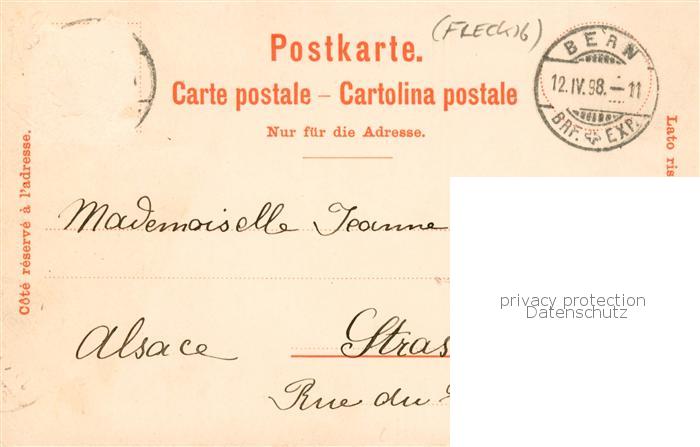 (FLECKIG)
Postkarte.
Carte postale – Cartolina postale
Nur für die Adresse.
BERN
12.IV.98.–11
BRF. EXP.
Côté réservé à l'adresse.
Lato ris
Mademoiselle Jeanne
privacy protection
Datenschutz
Alsace Stras
Rue du